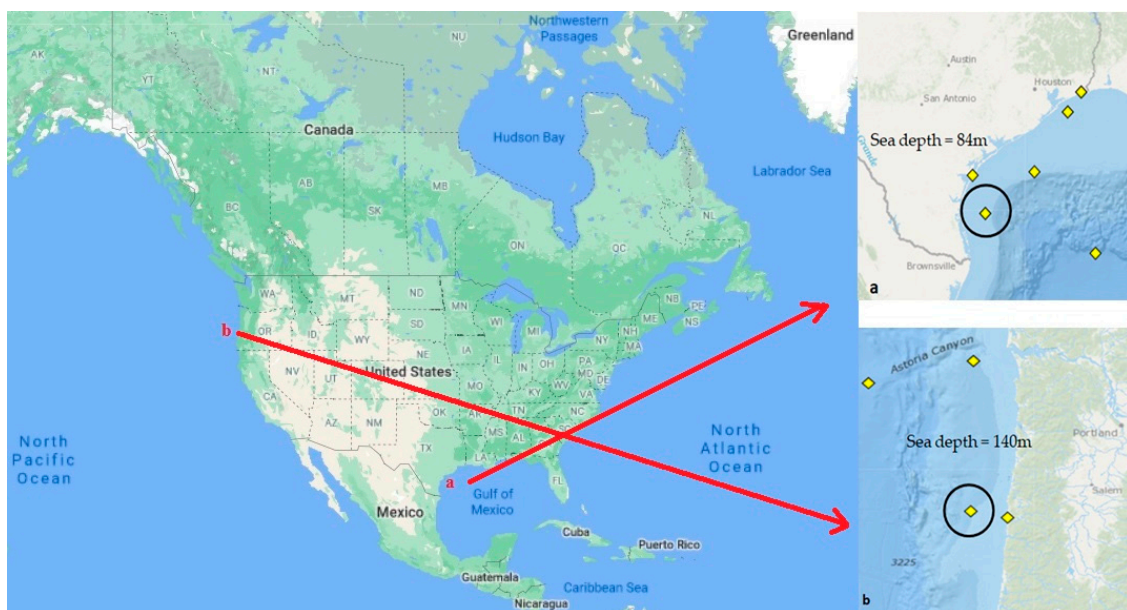 Northwestern
Passages
Greenland
NU
AK
YT
NT
Canada
Hudson Bay
Labrador Sea
AB
MB
BC
SK
NL
ON
QC
WA
MT
ND
MN
NB
PE
NS
ME
b
OR
ID
SD
WI
MI
NH
MA
WY
NY
IA
NE
PA
IL
IN
OH
MD
DE
NV
UT
United States
CA
MO
KY
WV
VA
AZ
NM
OK
AR
TN
NC
SC
MS
AL
TX
LA
North
Pacific
Ocean
North
Atlantic
Ocean
a
FL
Gulf of
Mexico
Mexico
Cuba
Puerto Rico
Guatemala
Caribbean Sea
Nicaragua
Austin
Houston
San Antonio
Sea depth = 84m
Grande
Brownsville
a
Astoria Canyon
Portland
Sea depth = 140m
Salem
3225
b